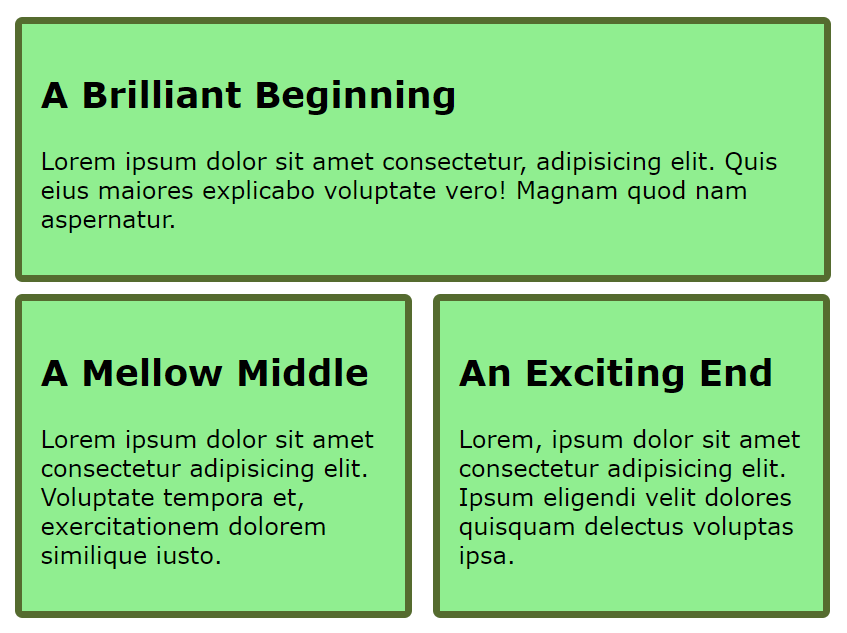 A Brilliant Beginning
Lorem ipsum dolor sit amet consectetur, adipisicing elit. Quis
eius maiores explicabo voluptate vero! Magnam quod nam
aspernatur.
A Mellow Middle
Lorem ipsum dolor sit amet
consectetur adipisicing elit.
Voluptate tempora et,
exercitationem dolorem
similique iusto.
An Exciting End
Lorem, ipsum dolor sit amet
consectetur adipisicing elit.
Ipsum eligendi velit dolores
quisquam delectus voluptas
ipsa.